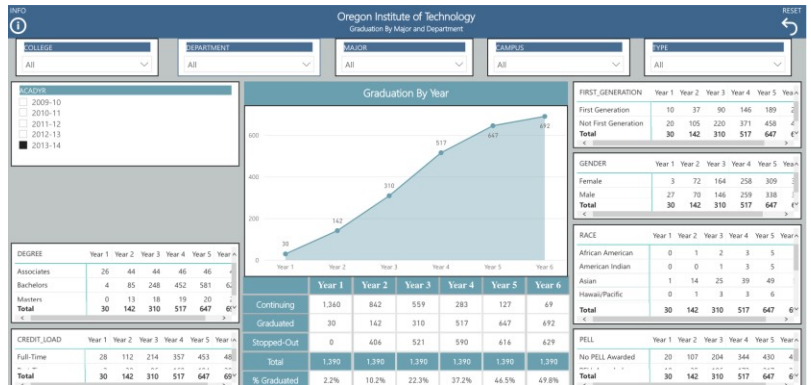 INFO
Oregon Institute of Technology
RESET
Graduation By Major and Department
COLLEGE DEPARTMENT MAJOR CAMPUS TYPE
All All All All All
ACADYR
2009-10
2010-11
2011-12
2012-13
2013-14
Graduation By Year
600
400
200
0
30
142
310
517
647
692
Year 1 Year 2 Year 3 Year 4 Year 5 Year 6
Year 1 Year 2 Year 3 Year 4 Year 5 Year 6
Continuing 1,360 842 559 283 127 69
Graduated 30 142 310 517 647 692
Stopped-Out 0 406 521 590 616 629
Total 1,390 1,390 1,390 1,390 1,390 1,390
% Graduated 2.2% 10.2% 22.3% 37.2% 46.5% 49.8%
DEGREE Year 1 Year 2 Year 3 Year 4 Year 5 Year
Associates 26 44 44 46 46
Bachelors 4 85 248 452 581
Masters 0 13 18 19 20
Total 30 142 310 517 647
CREDIT_LOAD Year 1 Year 2 Year 3 Year 4 Year 5
Full-Time 28 112 214 357 453
Total 30 142 310 517 647
FIRST_GENERATION Year 1 Year 2 Year 3 Year 4 Year 5
First Generation 10 37 90 146 189
Not First Generation 20 105 220 371 458
Total 30 142 310 517 647
GENDER Year 1 Year 2 Year 3 Year 4 Year 5 Year
Female 3 72 164 258 309
Male 27 70 146 259 338
Total 30 142 310 517 647
RACE Year 1 Year 2 Year 3 Year 4 Year 5 Year
African American 0 1 2 3 5
American Indian 0 0 1 3 5
Asian 1 14 25 39 49
Hawaii/Pacific 0 1 3 3 6
Total 30 142 310 517 647
PELL Year 1 Year 2 Year 3 Year 4 Year 5 Year
No PELL Awarded 20 107 204 344 430
Total 30 142 310 517 647